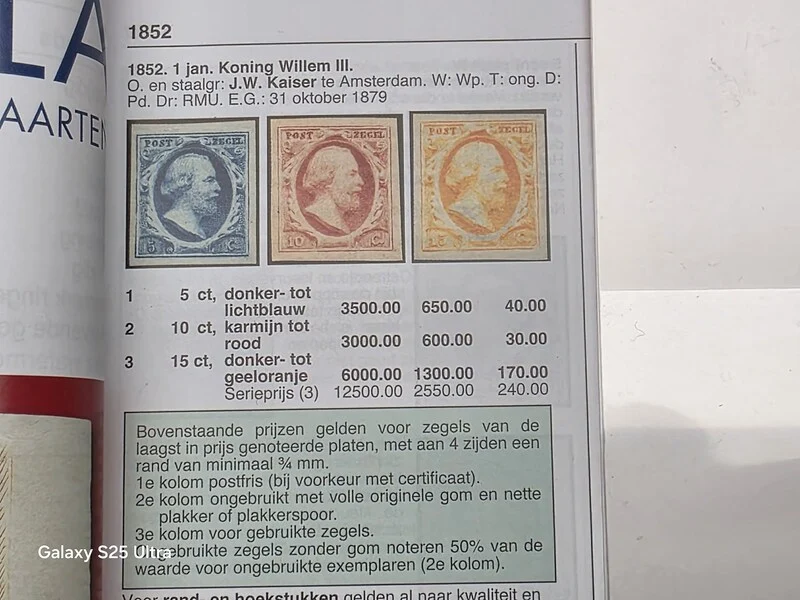 LA
AARTEN
1852
1852. 1 jan. Koning Willem III.
O. en staalgr: J.W. Kaiser te Amsterdam. W: Wp. T: ong. D:
Pd. Dr: RMU. E.G.: 31 oktober 1879
POST ZEGEL POST ZEGEL POST ZEGEL
5 C. 10 C. 15 C.
1 5 ct, donker- tot
lichtblauw 3500.00 650.00 40.00
2 10 ct, karmijn tot
rood 3000.00 600.00 30.00
3 15 ct, donker- tot
geeloranje 6000.00 1300.00 170.00
Serieprijs (3) 12500.00 2550.00 240.00
Bovenstaande prijzen gelden voor zegels van de
laagst in prijs genoteerde platen, met aan 4 zijden een
rand van minimaal ¾ mm.
1e kolom postfris (bij voorkeur met certificaat).
2e kolom ongebruikt met volle originele gom en nette
plakker of plakkerspoor.
3e kolom voor gebruikte zegels.
Ongebruikte zegels zonder gom noteren 50% van de
waarde voor ongebruikte exemplaren (2e kolom).
Voor rand- en hoekstukken gelden al naar kwaliteit en
Galaxy S25 Ultra